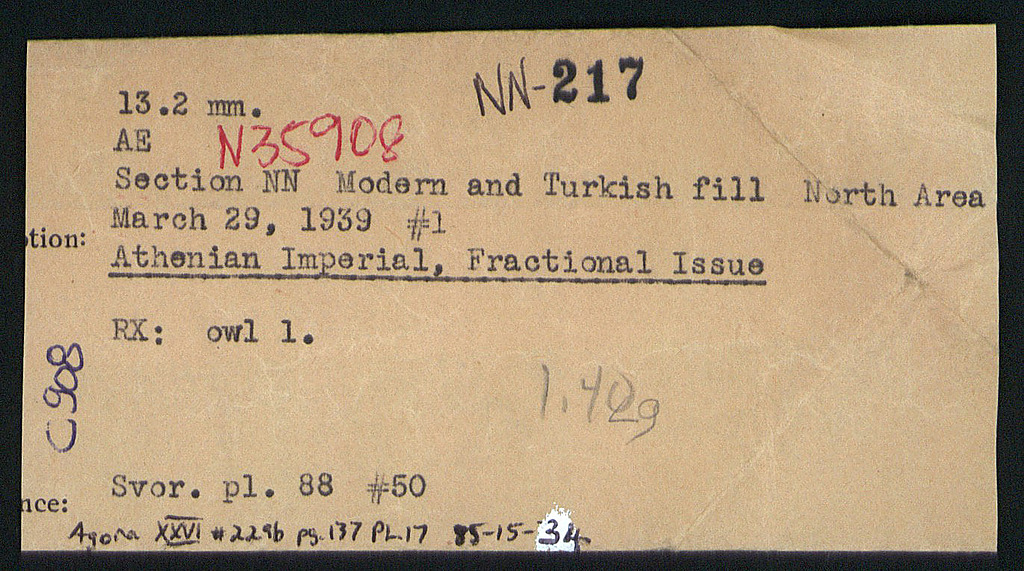 NN-217
13.2 mm.
AE N35908
Section NN Modern and Turkish fill North Area
March 29, 1939 #1
tion:
Athenian Imperial, Fractional Issue
RX: owl l.
C908
1.40g
Svor. pl. 88 #50
nce:
Agora XXVI #229b pg.137 PL.17 85-15-34